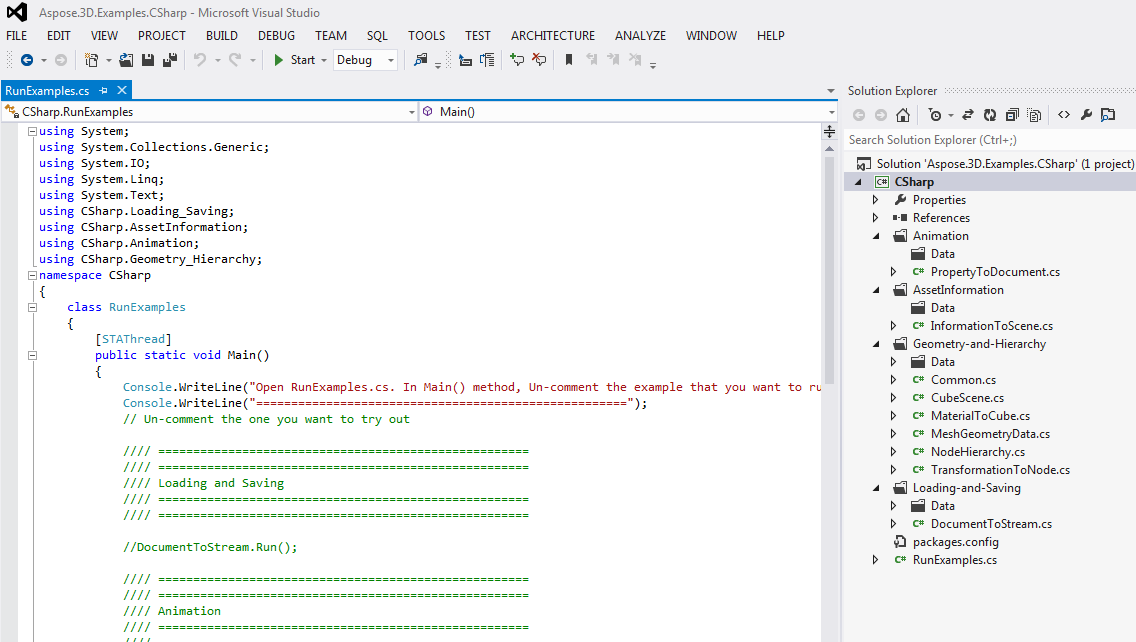 Aspose.3D.Examples.CSharp - Microsoft Visual Studio
FILE EDIT VIEW PROJECT BUILD DEBUG TEAM SQL TOOLS TEST ARCHITECTURE ANALYZE WINDOW HELP
Start Debug
RunExamples.cs
CSharp.RunExamples Main()
using System;
using System.Collections.Generic;
using System.IO;
using System.Linq;
using System.Text;
using CSharp.Loading_Saving;
using CSharp.AssetInformation;
using CSharp.Animation;
using CSharp.Geometry_Hierarchy;
namespace CSharp
{
class RunExamples
{
[STAThread]
public static void Main()
{
Console.WriteLine("Open RunExamples.cs. In Main() method, Un-comment the example that you want to ru
Console.WriteLine("=====================================================");
// Un-comment the one you want to try out
//// =====================================================
//// =====================================================
//// Loading and Saving
//// =====================================================
//// =====================================================
//DocumentToStream.Run();
//// =====================================================
//// =====================================================
//// Animation
//// =====================================================
////
Solution Explorer
Search Solution Explorer (Ctrl+;)
Solution 'Aspose.3D.Examples.CSharp' (1 project)
C# CSharp
Properties
References
Animation
Data
C# PropertyToDocument.cs
AssetInformation
Data
C# InformationToScene.cs
Geometry-and-Hierarchy
Data
C# Common.cs
C# CubeScene.cs
C# MaterialToCube.cs
C# MeshGeometryData.cs
C# NodeHierarchy.cs
C# TransformationToNode.cs
Loading-and-Saving
Data
C# DocumentToStream.cs
packages.config
C# RunExamples.cs